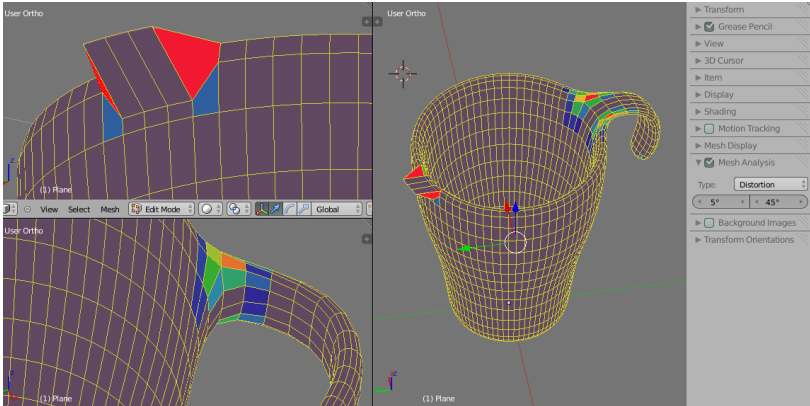 User Ortho
z
(1) Plane
View Select Mesh Edit Mode Global
User Ortho
z
(1) Plane
User Ortho
z
(1) Plane
Transform
Grease Pencil
View
3D Cursor
Item
Display
Shading
Motion Tracking
Mesh Display
Mesh Analysis
Type: Distortion
5° 45°
Background Images
Transform Orientations